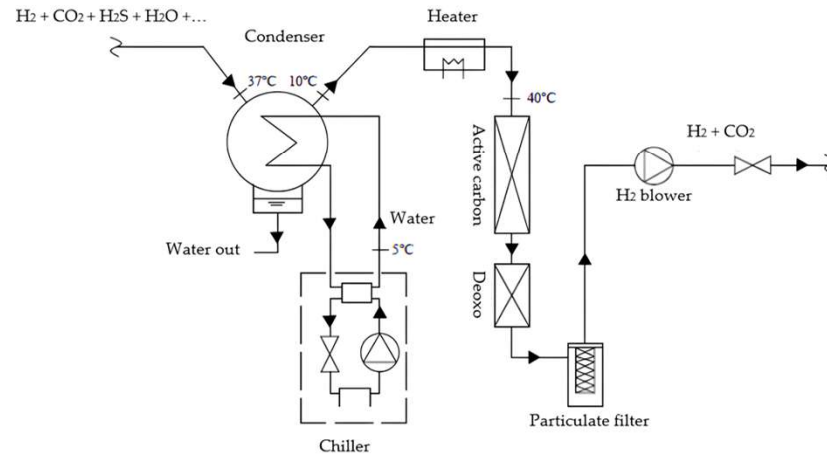 H2 + CO2 + H2S + H2O +...
Condenser
Heater
37°C
10°C
40°C
Active carbon
H2 + CO2
H2 blower
Water
Water out
5°C
Deoxo
Particulate filter
Chiller